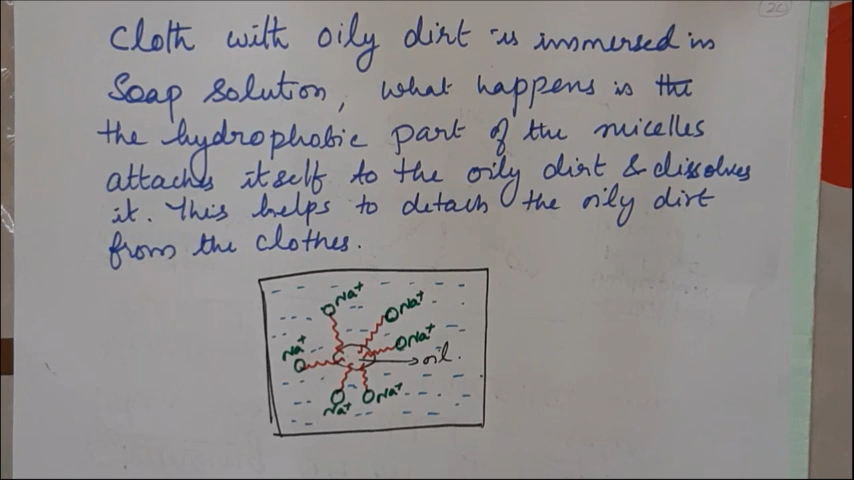 Cloth with oily dirt is immersed in
Soap solution, what happens is the
the hydrophobic part of the micelles
attaches itself to the oily dirt & dissolves
it. This helps to detach the oily dirt
from the clothes.
Na+
Na+
Na+
Na+
oil.
Na+
Na+